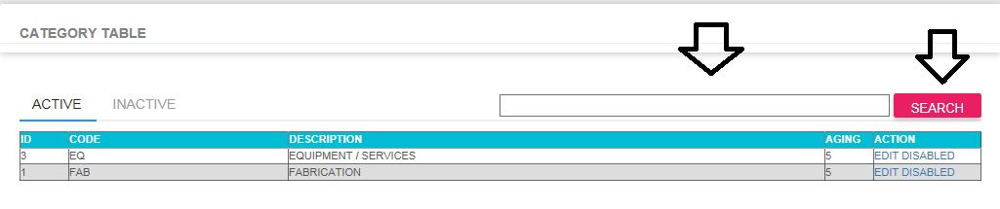 CATEGORY TABLE
ACTIVE INACTIVE SEARCH
ID CODE DESCRIPTION AGING ACTION
3 EQ EQUIPMENT / SERVICES 5 EDIT DISABLED
1 FAB FABRICATION 5 EDIT DISABLED